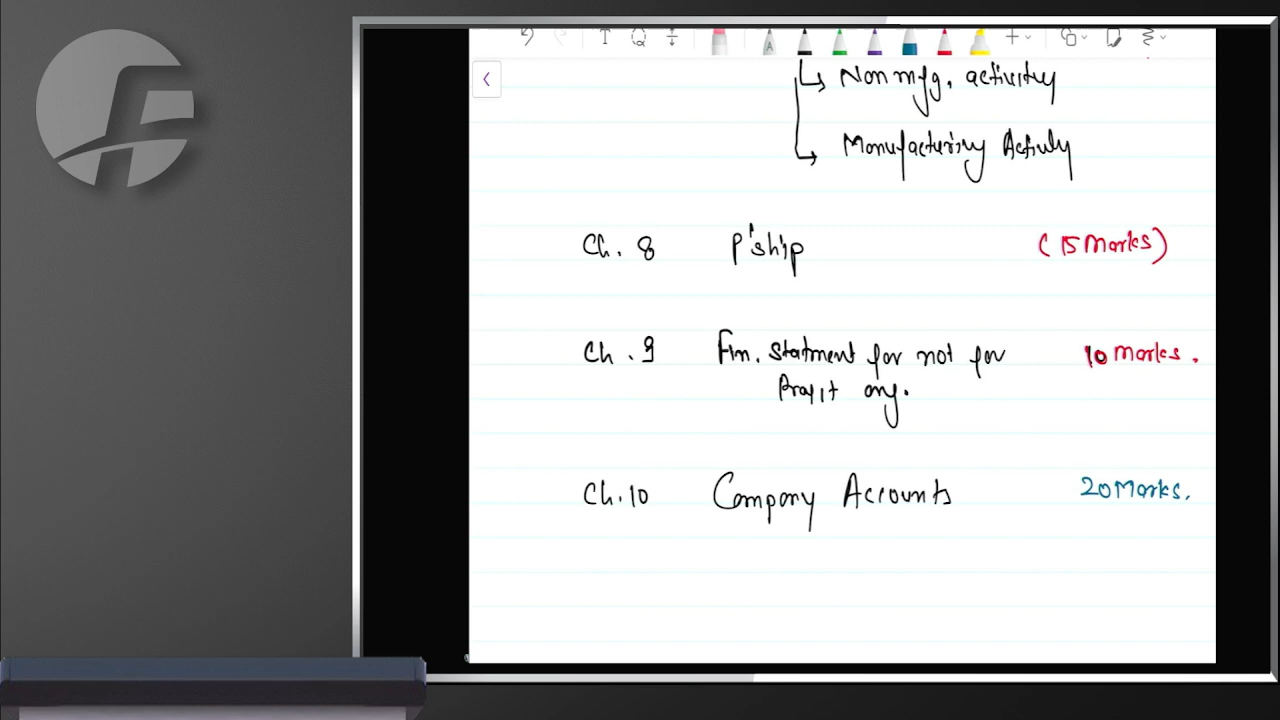 ↳ Non mfg. activity
↳ Manufacturing Activity
Ch. 8 P'ship (15 Marks)
Ch. 9 Fin. Statment for not for 10 marks.
Profit org.
Ch. 10 Company Accounts 20 Marks.